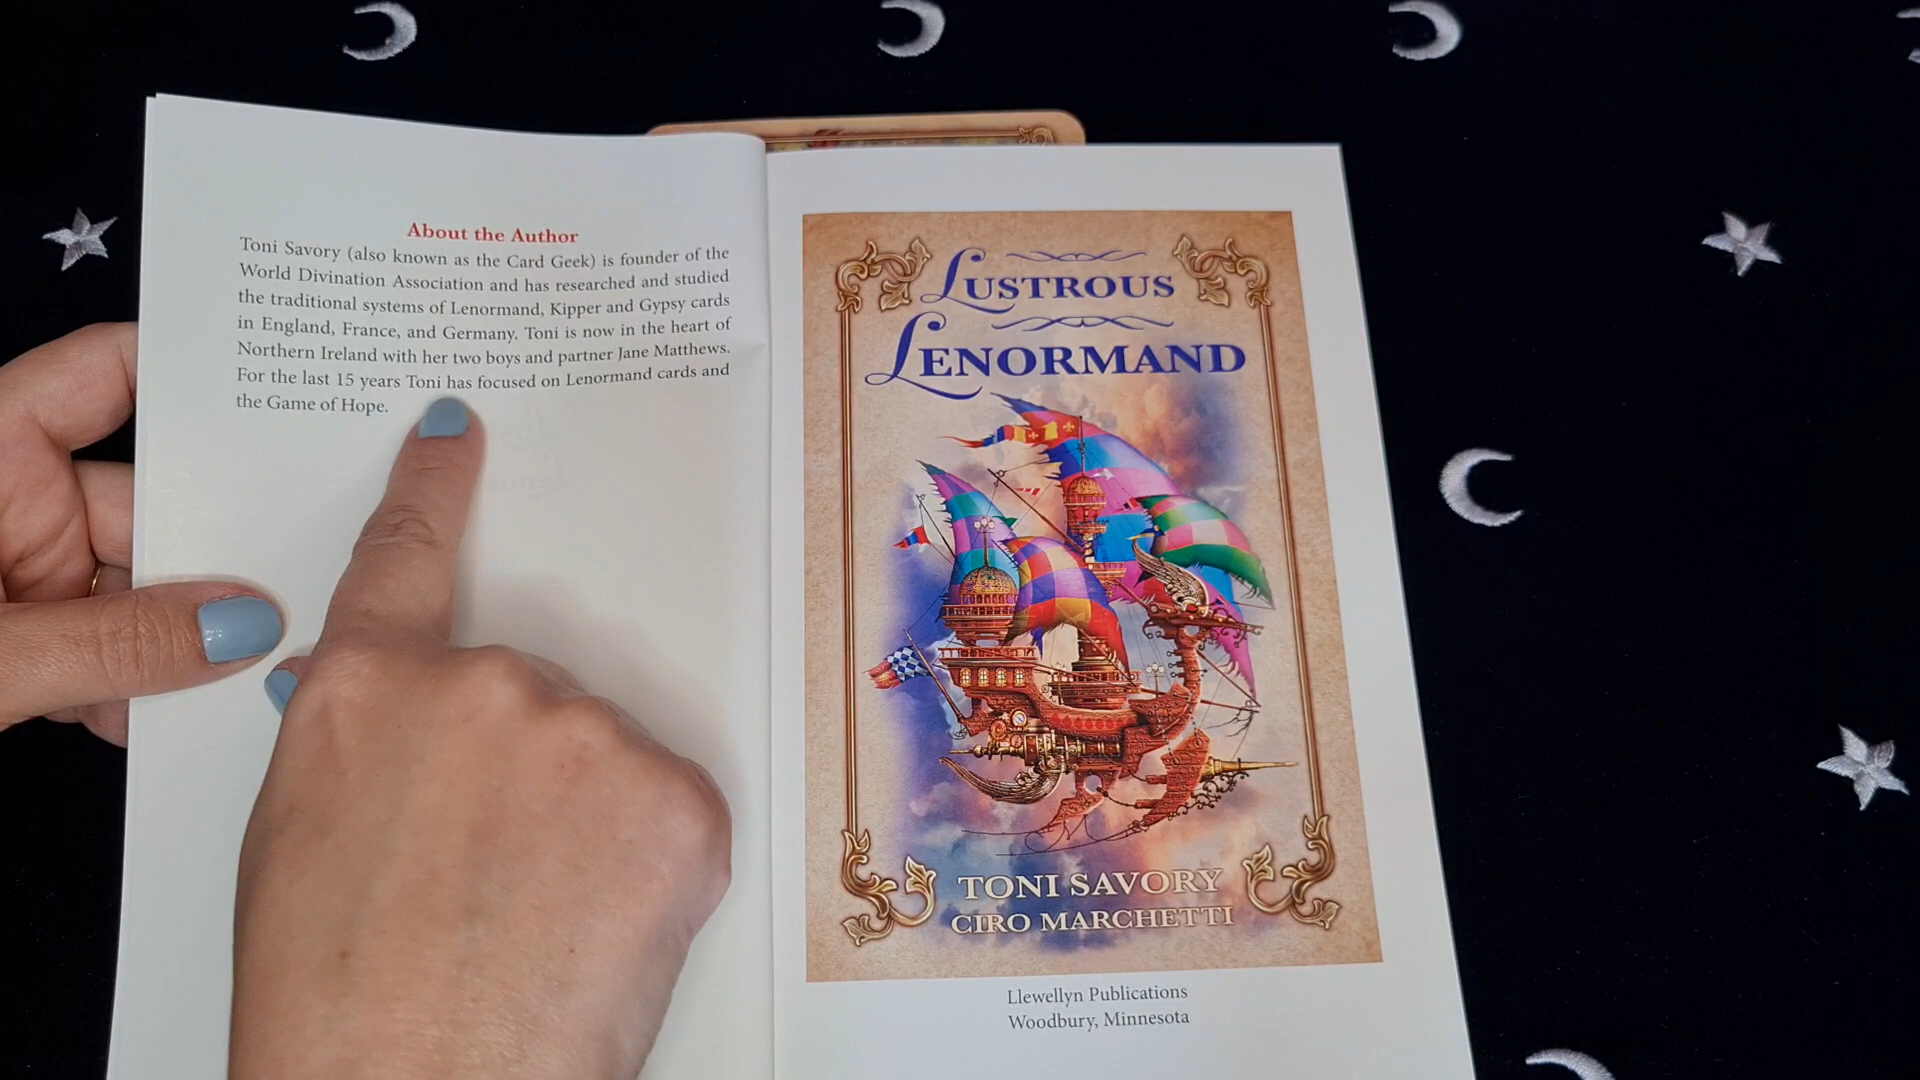 About the Author
Toni Savory (also known as the Card Geek) is founder of the
World Divination Association and has researched and studied
the traditional systems of Lenormand, Kipper and Gypsy cards
in England, France, and Germany. Toni is now in the heart of
Northern Ireland with her two boys and partner Jane Matthews.
For the last 15 years Toni has focused on Lenormand cards and
the Game of Hope.
LUSTROUS
LENORMAND
TONI SAVORY
CIRO MARCHETTI
Llewellyn Publications
Woodbury, Minnesota